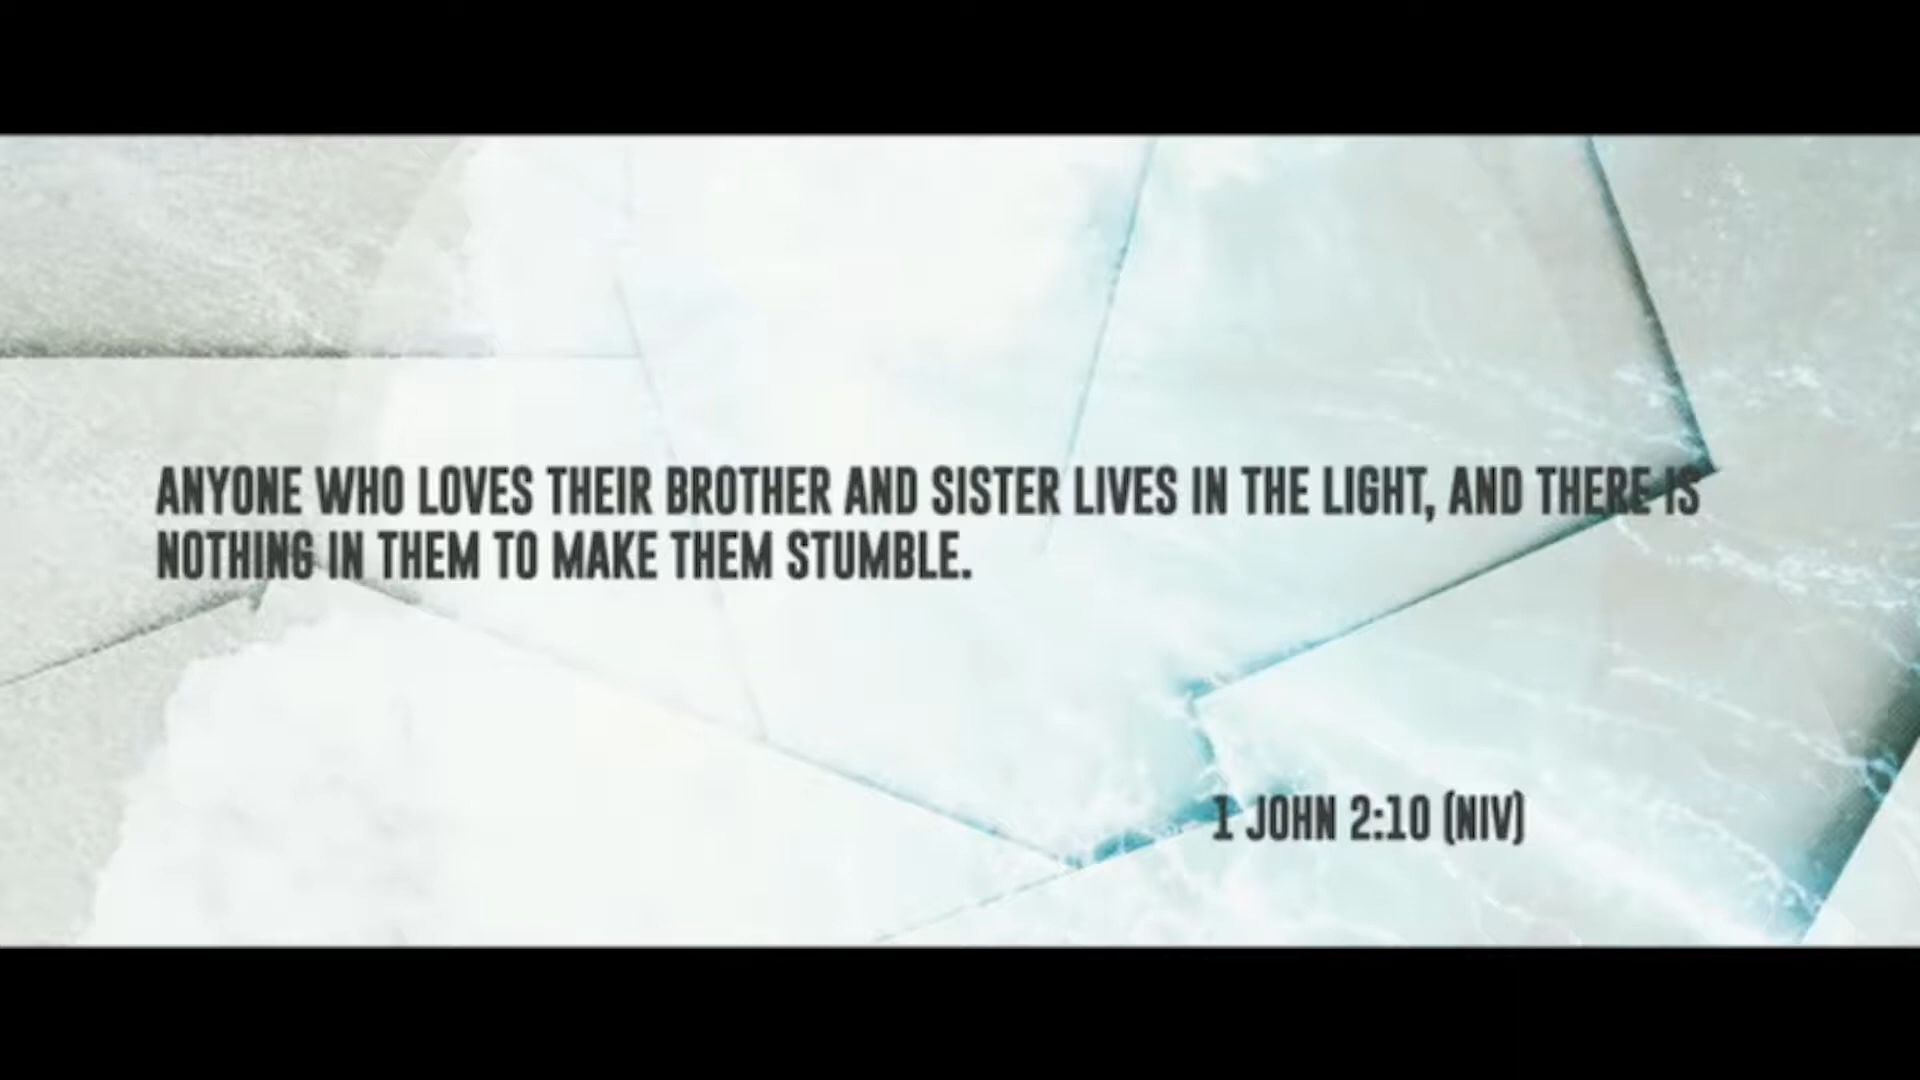 ANYONE WHO LOVES THEIR BROTHER AND SISTER LIVES IN THE LIGHT, AND THERE IS
NOTHING IN THEM TO MAKE THEM STUMBLE.
1 JOHN 2:10 (NIV)